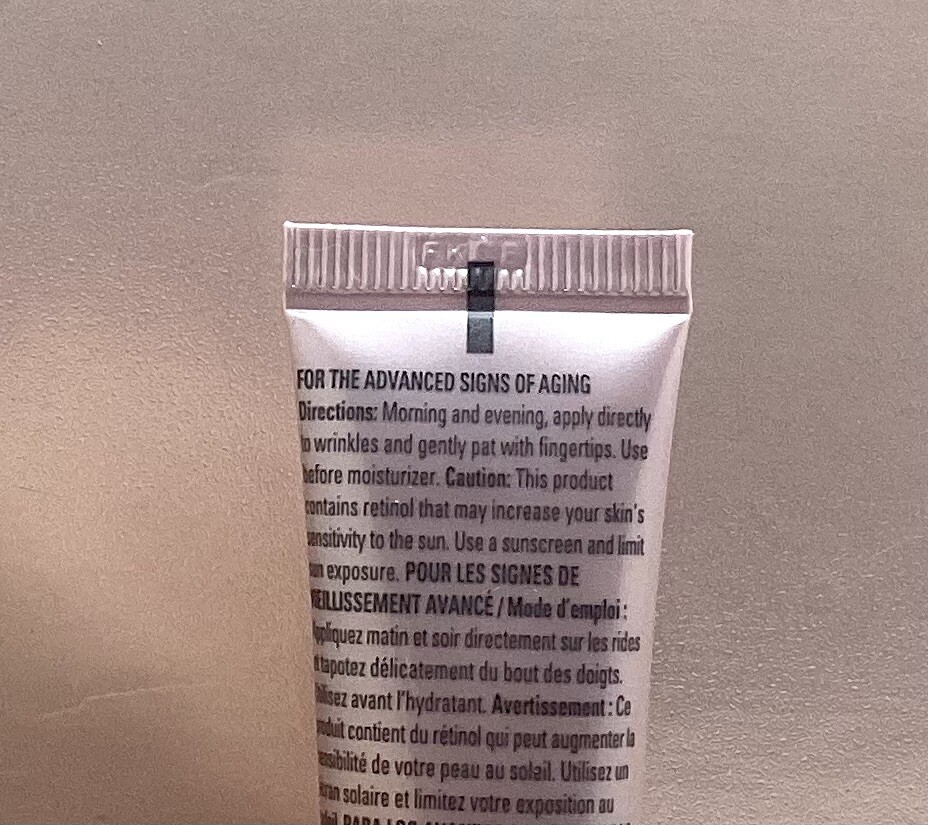 FKCF
FOR THE ADVANCED SIGNS OF AGING
Directions: Morning and evening, apply directly
to wrinkles and gently pat with fingertips. Use
before moisturizer. Caution: This product
contains retinol that may increase your skin's
sensitivity to the sun. Use a sunscreen and limit
sun exposure. POUR LES SIGNES DE
VIEILLISSEMENT AVANCÉ / Mode d'emploi :
Appliquez matin et soir directement sur les rides
et tapotez délicatement du bout des doigts.
Utilisez avant l'hydratant. Avertissement : Ce
produit contient du rétinol qui peut augmenter la
sensibilité de votre peau au soleil. Utilisez un
écran solaire et limitez votre exposition au
soleil. PARA LOS